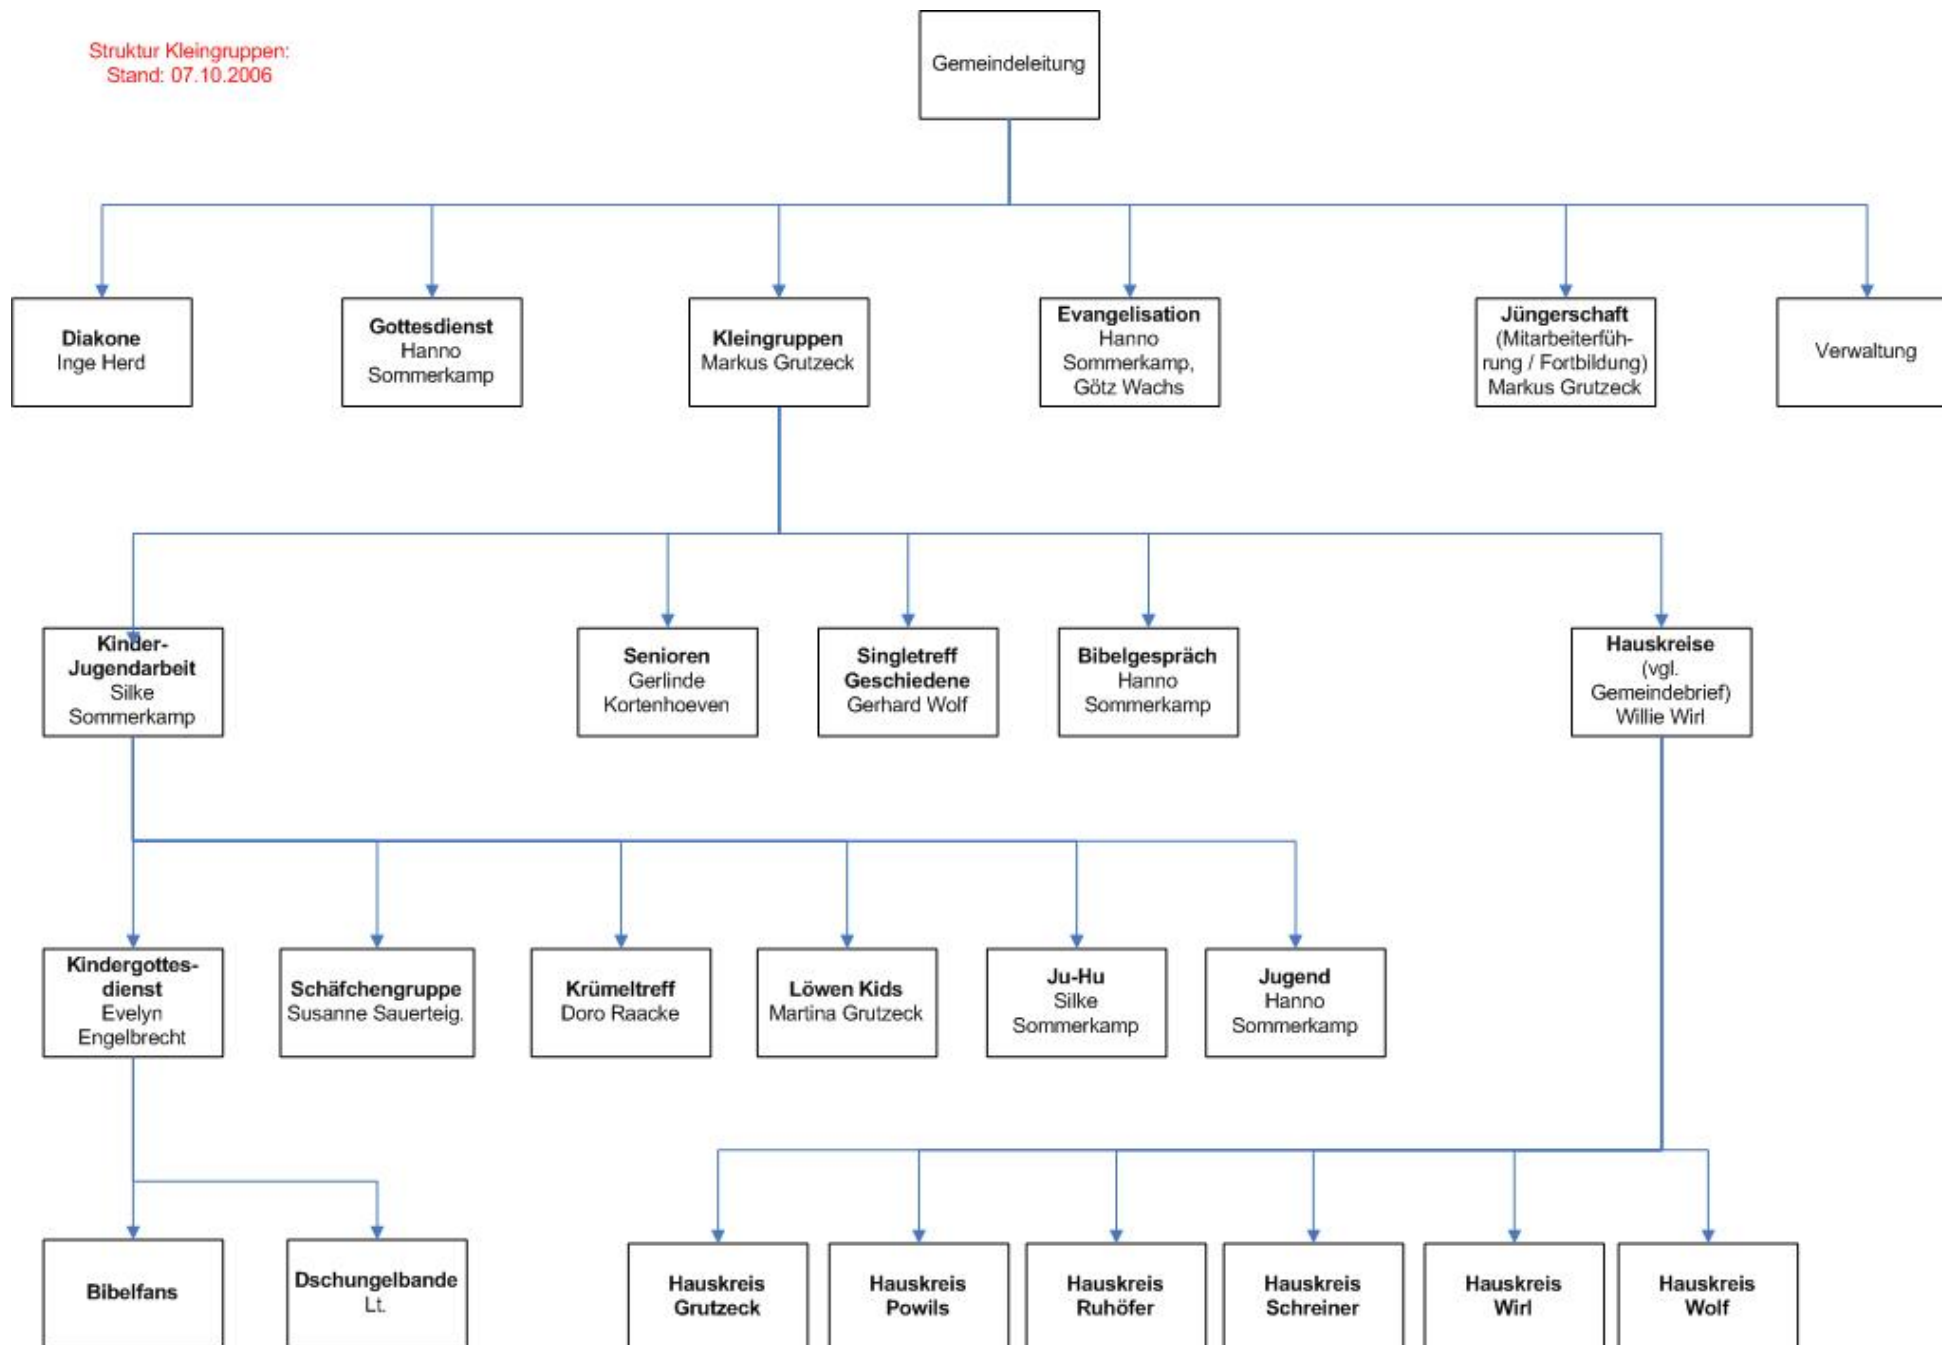 Struktur Kleingruppen:
Stand: 07.10.2006
Gemeindeleitung
Diakone
Inge Herd
Gottesdienst
Hanno
Sommerkamp
Kleingruppen
Markus Grutzeck
Evangelisation
Hanno
Sommerkamp,
Götz Wachs
Jüngerschaft
(Mitarbeiterfüh-
rung / Fortbildung)
Markus Grutzeck
Verwaltung
Kinder-
Jugendarbeit
Silke
Sommerkamp
Senioren
Gerlinde
Kortenhoeven
Singletreff
Geschiedene
Gerhard Wolf
Bibelgespräch
Hanno
Sommerkamp
Hauskreise
(vgl.
Gemeindebrief)
Willie Wirl
Kindergottes-
dienst
Evelyn
Engelbrecht
Schäfchengruppe
Susanne Sauerteig.
Krümeltreff
Doro Raacke
Löwen Kids
Martina Grutzeck
Ju-Hu
Silke
Sommerkamp
Jugend
Hanno
Sommerkamp
Bibelfans
Dschungelbande
Lt.
Hauskreis
Grutzeck
Hauskreis
Powils
Hauskreis
Ruhöfer
Hauskreis
Schreiner
Hauskreis
Wirl
Hauskreis
Wolf